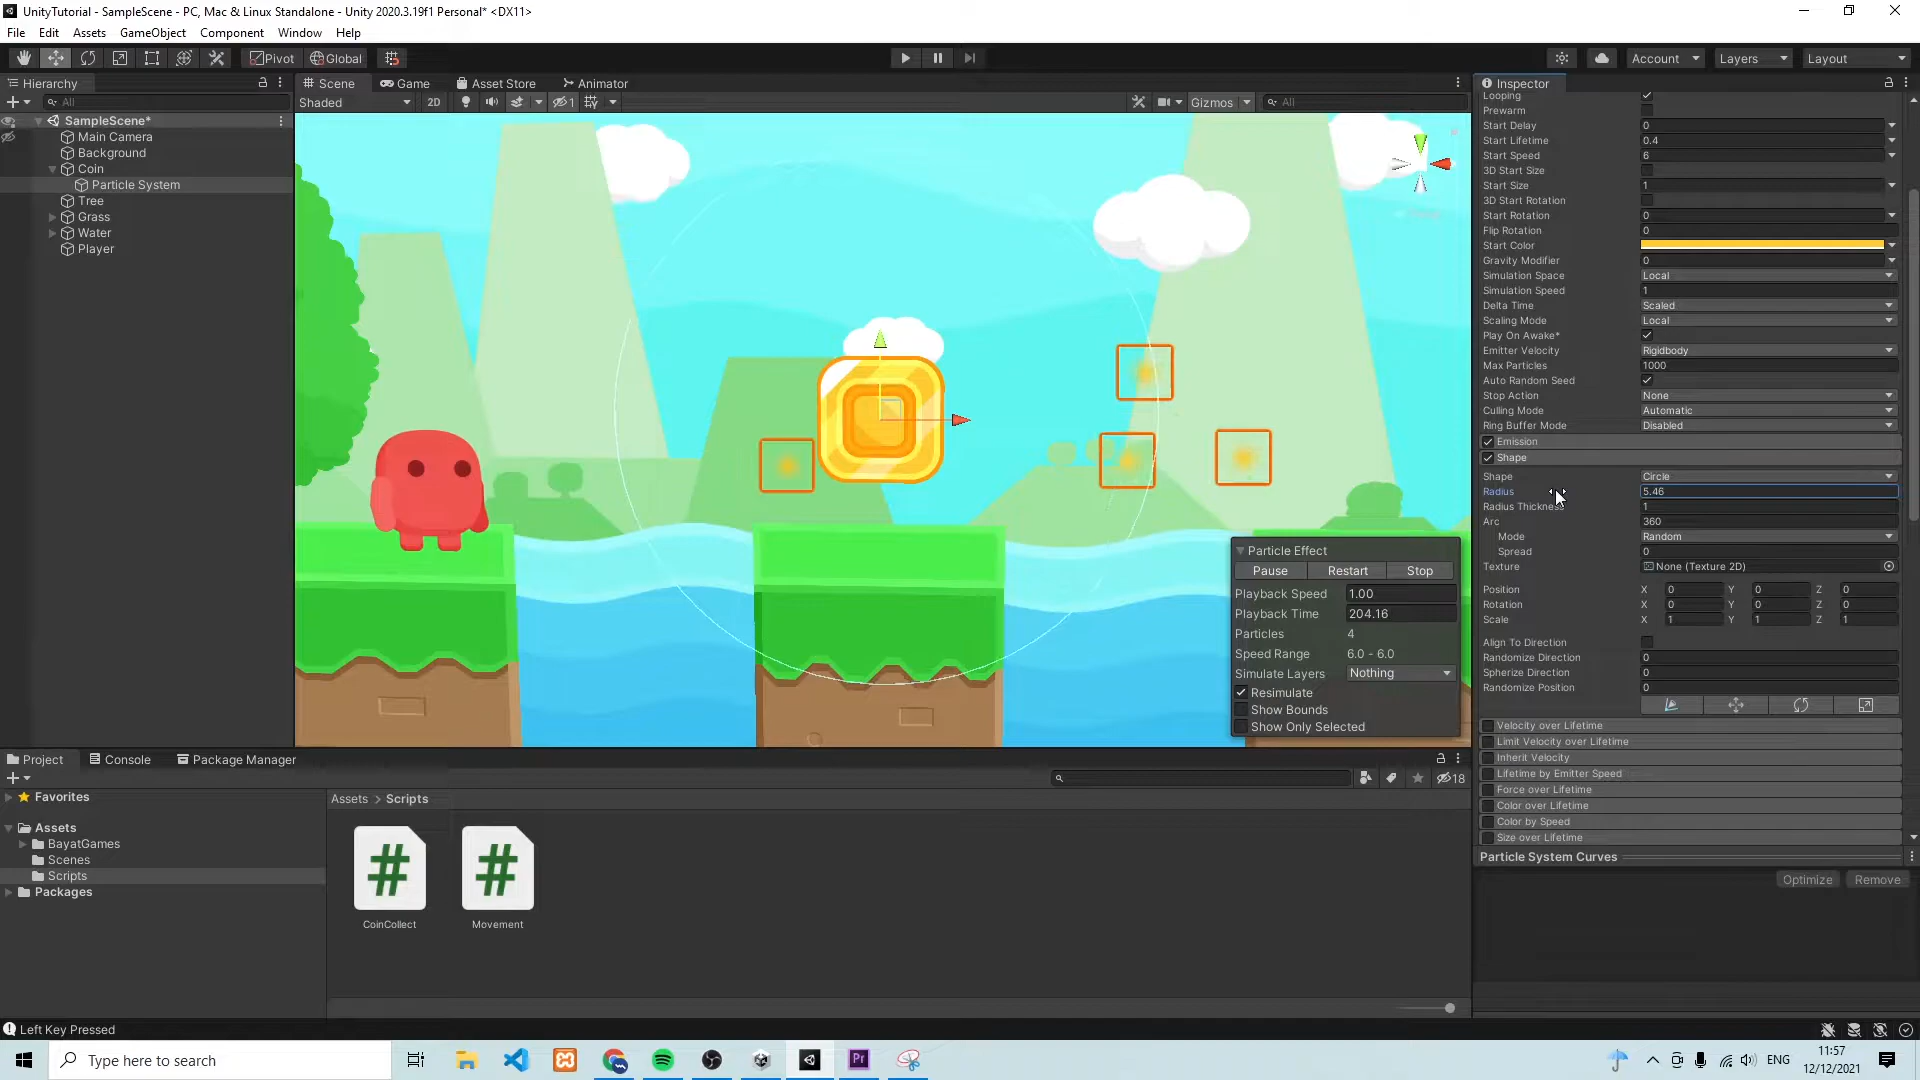 UnityTutorial - SampleScene - PC, Mac & Linux Standalone - Unity 2020.3.19f1 Personal* <DX11>
File Edit Assets GameObject Component Window Help
Pivot Global Account Layers Layout
Hierarchy
All
SampleScene*
Main Camera
Background
Coin
Particle System
Tree
Grass
Water
Player
Scene Game Asset Store Animator
Shaded 2D 1 Gizmos All
Particle Effect
Pause Restart Stop
Playback Speed 1.00
Playback Time 204.16
Particles 4
Speed Range 6.0 - 6.0
Simulate Layers Nothing
Resimulate
Show Bounds
Show Only Selected
Inspector
Looping
Prewarm
Start Delay 0
Start Lifetime 0.4
Start Speed 6
3D Start Size
Start Size 1
3D Start Rotation
Start Rotation 0
Flip Rotation 0
Start Color
Gravity Modifier 0
Simulation Space Local
Simulation Speed 1
Delta Time Scaled
Scaling Mode Local
Play On Awake*
Emitter Velocity Rigidbody
Max Particles 1000
Auto Random Seed
Stop Action None
Culling Mode Automatic
Ring Buffer Mode Disabled
Emission
Shape
Shape Circle
Radius 5.46
Radius Thickness 1
Arc 360
Mode Random
Spread 0
Texture None (Texture 2D)
Position X 0 Y 0 Z 0
Rotation X 0 Y 0 Z 0
Scale X 1 Y 1 Z 1
Align To Direction
Randomize Direction 0
Spherize Direction 0
Randomize Position 0
Velocity over Lifetime
Limit Velocity over Lifetime
Inherit Velocity
Lifetime by Emitter Speed
Force over Lifetime
Color over Lifetime
Color by Speed
Size over Lifetime
Particle System Curves
Optimize Remove
Project Console Package Manager
18
Favorites
Assets
BayatGames
Scenes
Scripts
Packages
Assets > Scripts
CoinCollect Movement
Left Key Pressed
Type here to search
Pr
ENG
11:57
12/12/2021